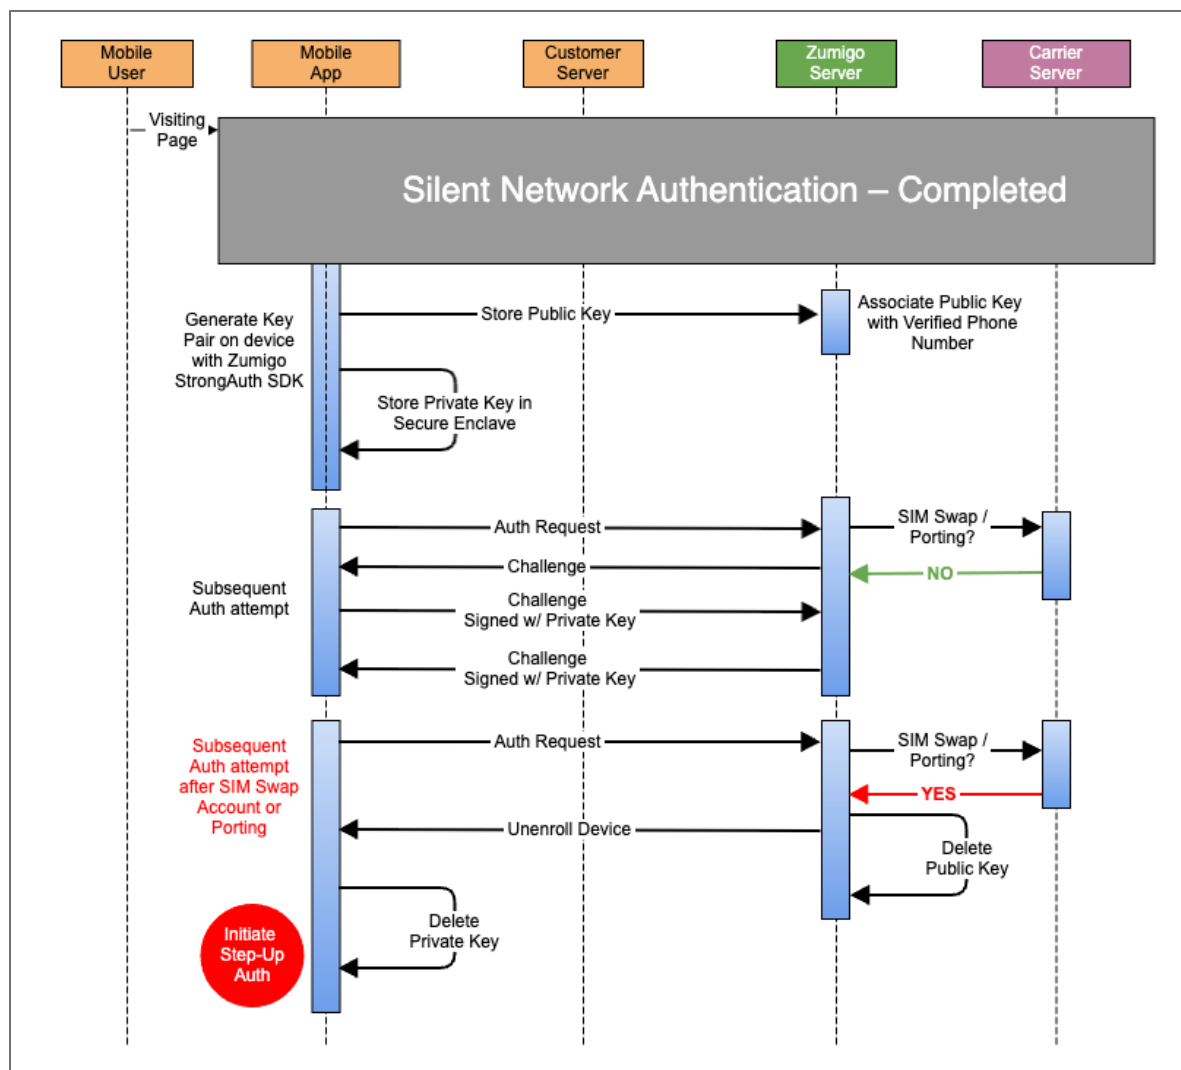 Mobile
User
Mobile
App
Customer
Server
Zumigo
Server
Carrier
Server
Visiting
Page
Silent Network Authentication – Completed
Generate Key
Pair on device
with Zumigo
StrongAuth SDK
Store Public Key
Associate Public Key
with Verified Phone
Number
Store Private Key in
Secure Enclave
Subsequent
Auth attempt
Auth Request
SIM Swap /
Porting?
Challenge
NO
Challenge
Signed w/ Private Key
Challenge
Signed w/ Private Key
Subsequent
Auth attempt
after SIM Swap
Account or
Porting
Auth Request
SIM Swap /
Porting?
YES
Unenroll Device
Delete
Public Key
Delete
Private Key
Initiate
Step-Up
Auth